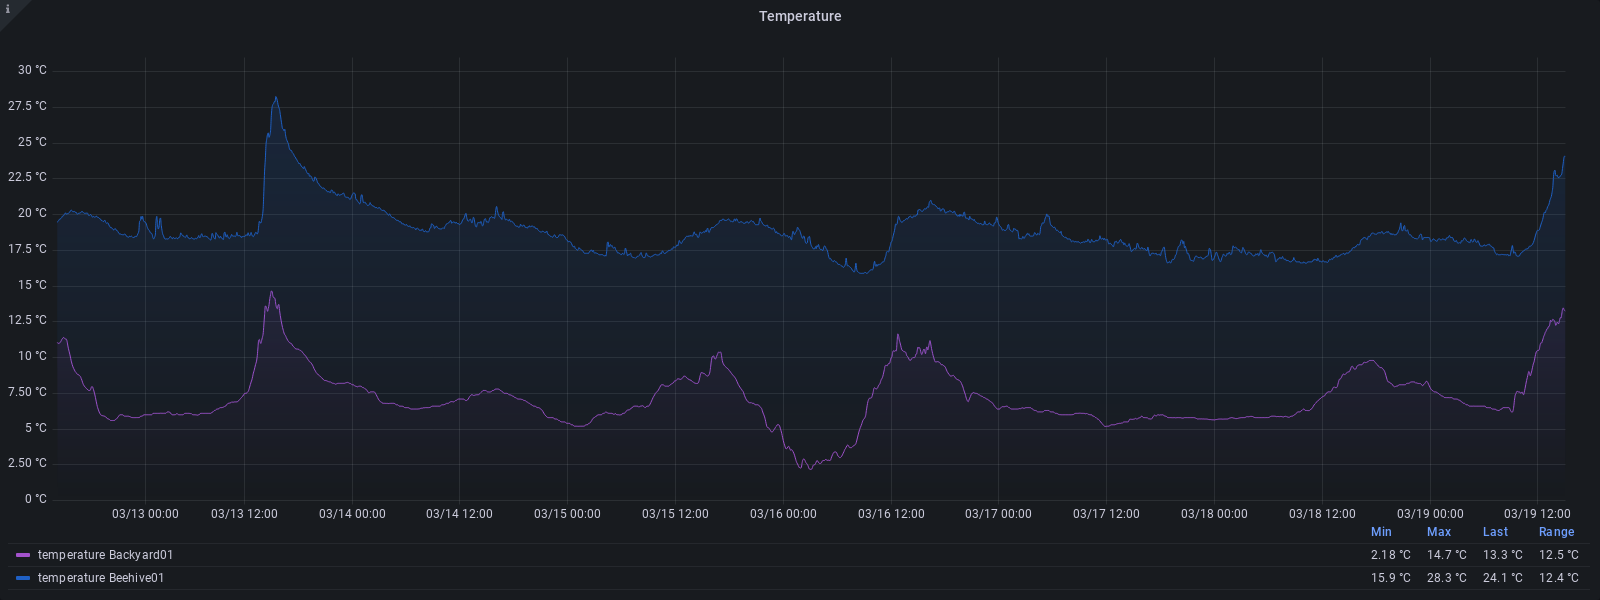 i
Temperature
30 °C
27.5 °C
25 °C
22.5 °C
20 °C
17.5 °C
15 °C
12.5 °C
10 °C
7.50 °C
5 °C
2.50 °C
0 °C
03/13 00:00 03/13 12:00 03/14 00:00 03/14 12:00 03/15 00:00 03/15 12:00 03/16 00:00 03/16 12:00 03/17 00:00 03/17 12:00 03/18 00:00 03/18 12:00 03/19 00:00 03/19 12:00
Min Max Last Range
temperature Backyard01 2.18 °C 14.7 °C 13.3 °C 12.5 °C
temperature Beehive01 15.9 °C 28.3 °C 24.1 °C 12.4 °C